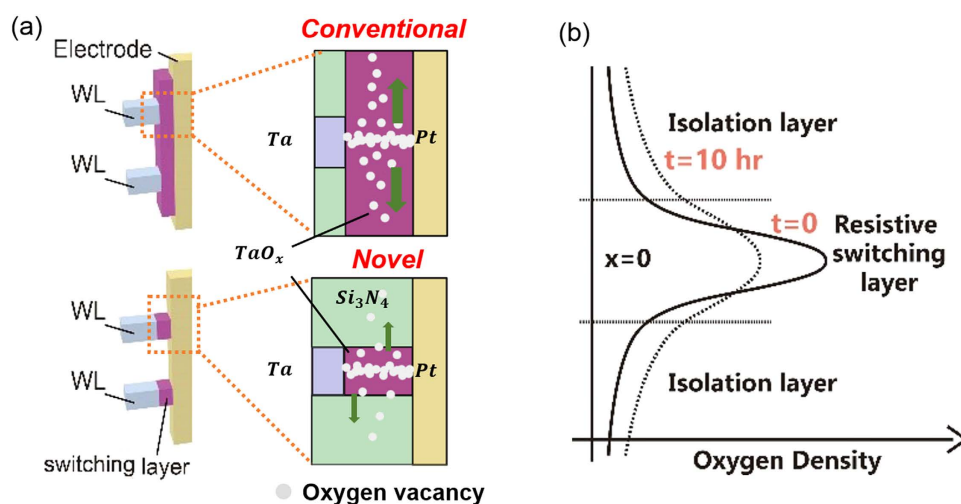 (a)
Electrode
WL
WL
Conventional
Ta
Pt
TaOₓ
Novel
Si₃N₄
WL
WL
Ta
Pt
switching layer
Oxygen vacancy
(b)
Isolation layer
t=10 hr
t=0
Resistive
switching
layer
x=0
Isolation layer
Oxygen Density